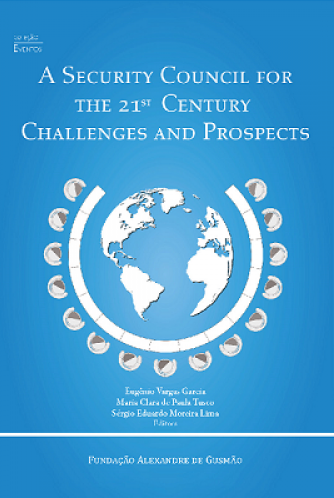 coleção
Eventos
A Security Council for
the 21st Century
Challenges and Prospects
Eugênio Vargas Garcia
Maria Clara de Paula Tusco
Sérgio Eduardo Moreira Lima
Editors
Fundação Alexandre de Gusmão